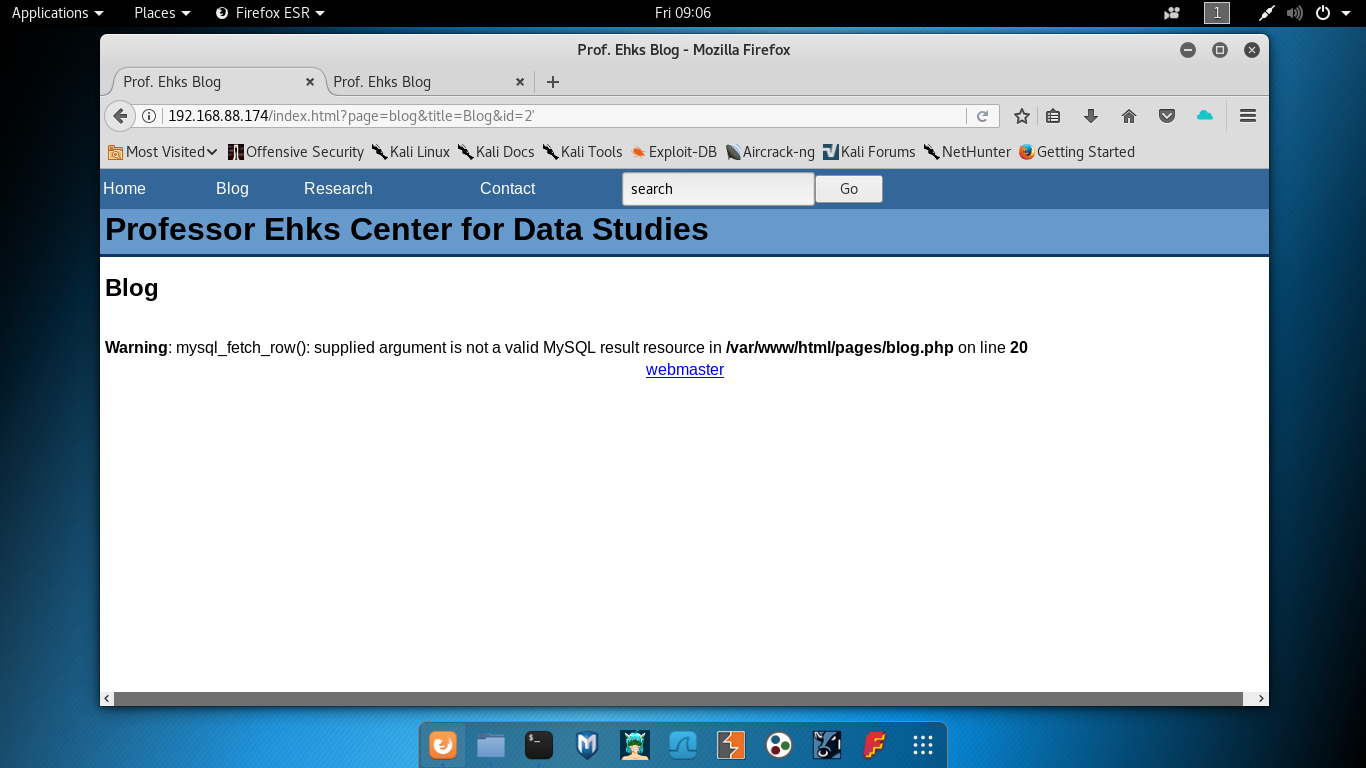 Applications Places Firefox ESR Fri 09:06 1
Prof. Ehks Blog - Mozilla Firefox
Prof. Ehks Blog Prof. Ehks Blog
192.168.88.174/index.html?page=blog&title=Blog&id=2'
Most Visited Offensive Security Kali Linux Kali Docs Kali Tools Exploit-DB Aircrack-ng Kali Forums NetHunter Getting Started
Home Blog Research Contact search Go
Professor Ehks Center for Data Studies
Blog
Warning: mysql_fetch_row(): supplied argument is not a valid MySQL result resource in /var/www/html/pages/blog.php on line 20
webmaster